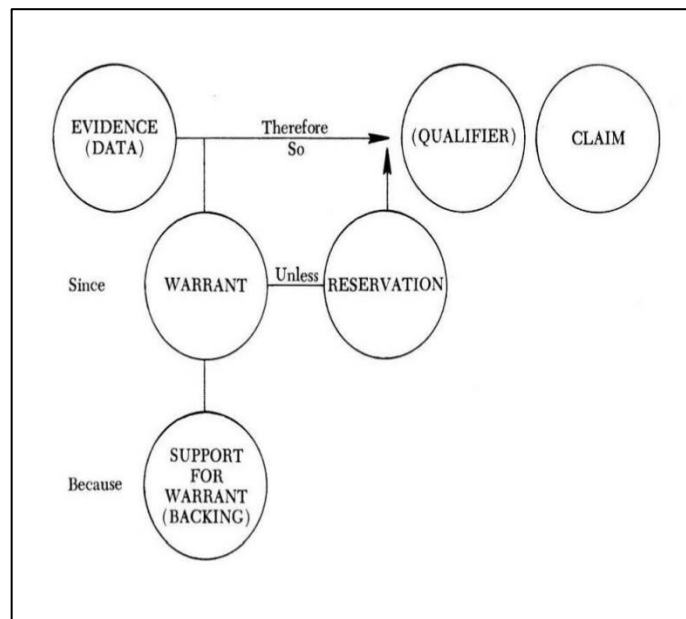 EVIDENCE
(DATA)
Therefore
So
(QUALIFIER)
CLAIM
Since
WARRANT
Unless
RESERVATION
Because
SUPPORT
FOR
WARRANT
(BACKING)